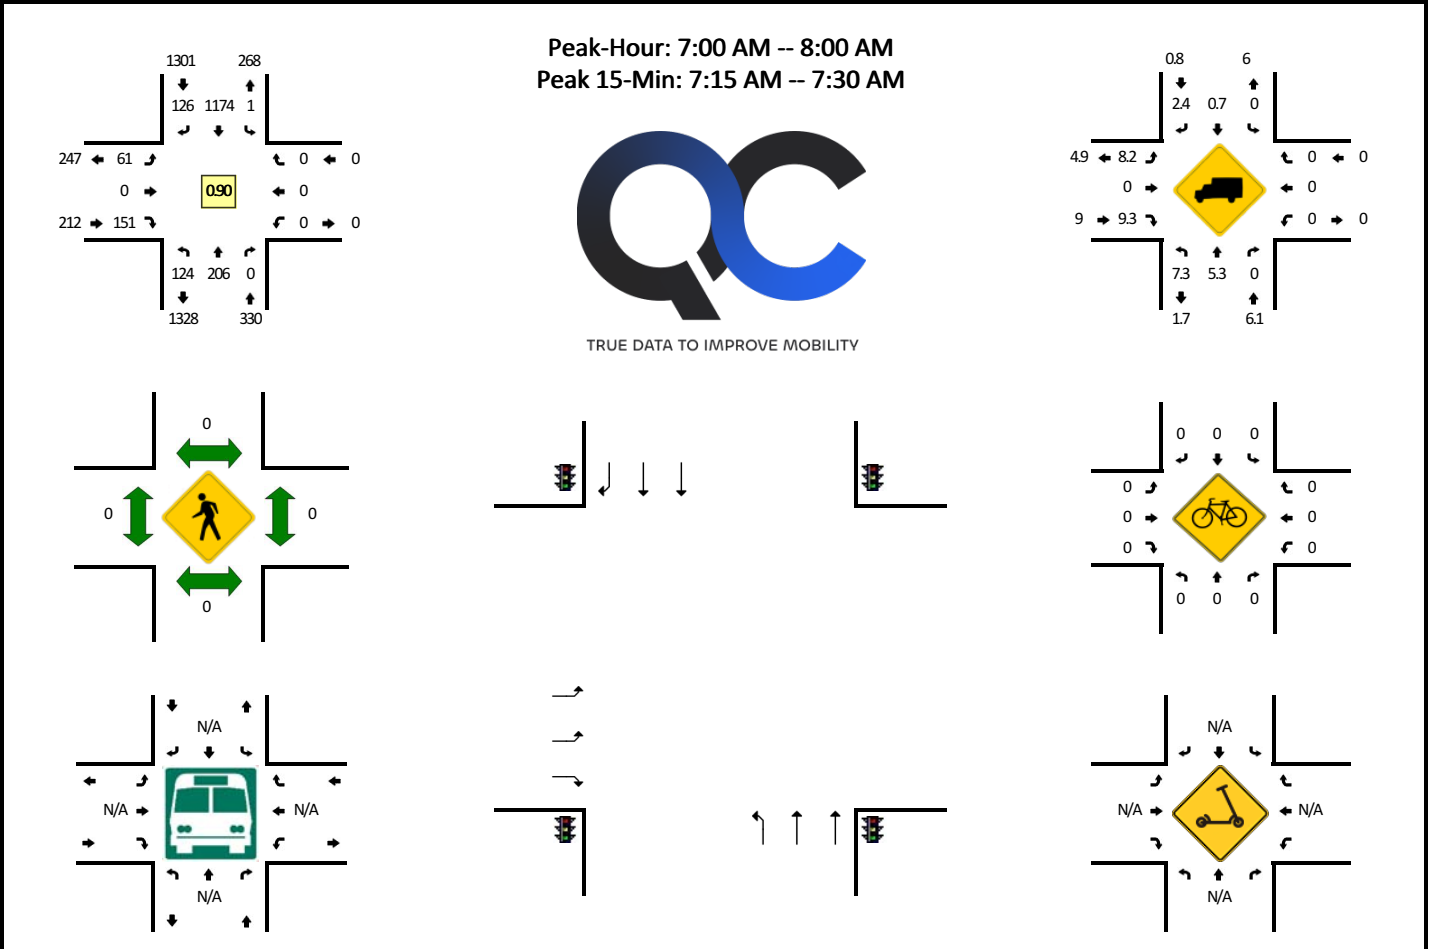 Peak-Hour: 7:00 AM -- 8:00 AM
Peak 15-Min: 7:15 AM -- 7:30 AM
1301 268
126 1174 1
247 61 0 0
0 0.90 0
212 151 0 0
124 206 0
1328 330
QC
TRUE DATA TO IMPROVE MOBILITY
0.8 6
2.4 0.7 0
4.9 8.2 0 0
0 0
9 9.3 0 0
7.3 5.3 0
1.7 6.1
0
0 0
0
0 0 0
0 0
0 0
0 0
0 0 0
N/A
N/A N/A
N/A
N/A
N/A N/A
N/A